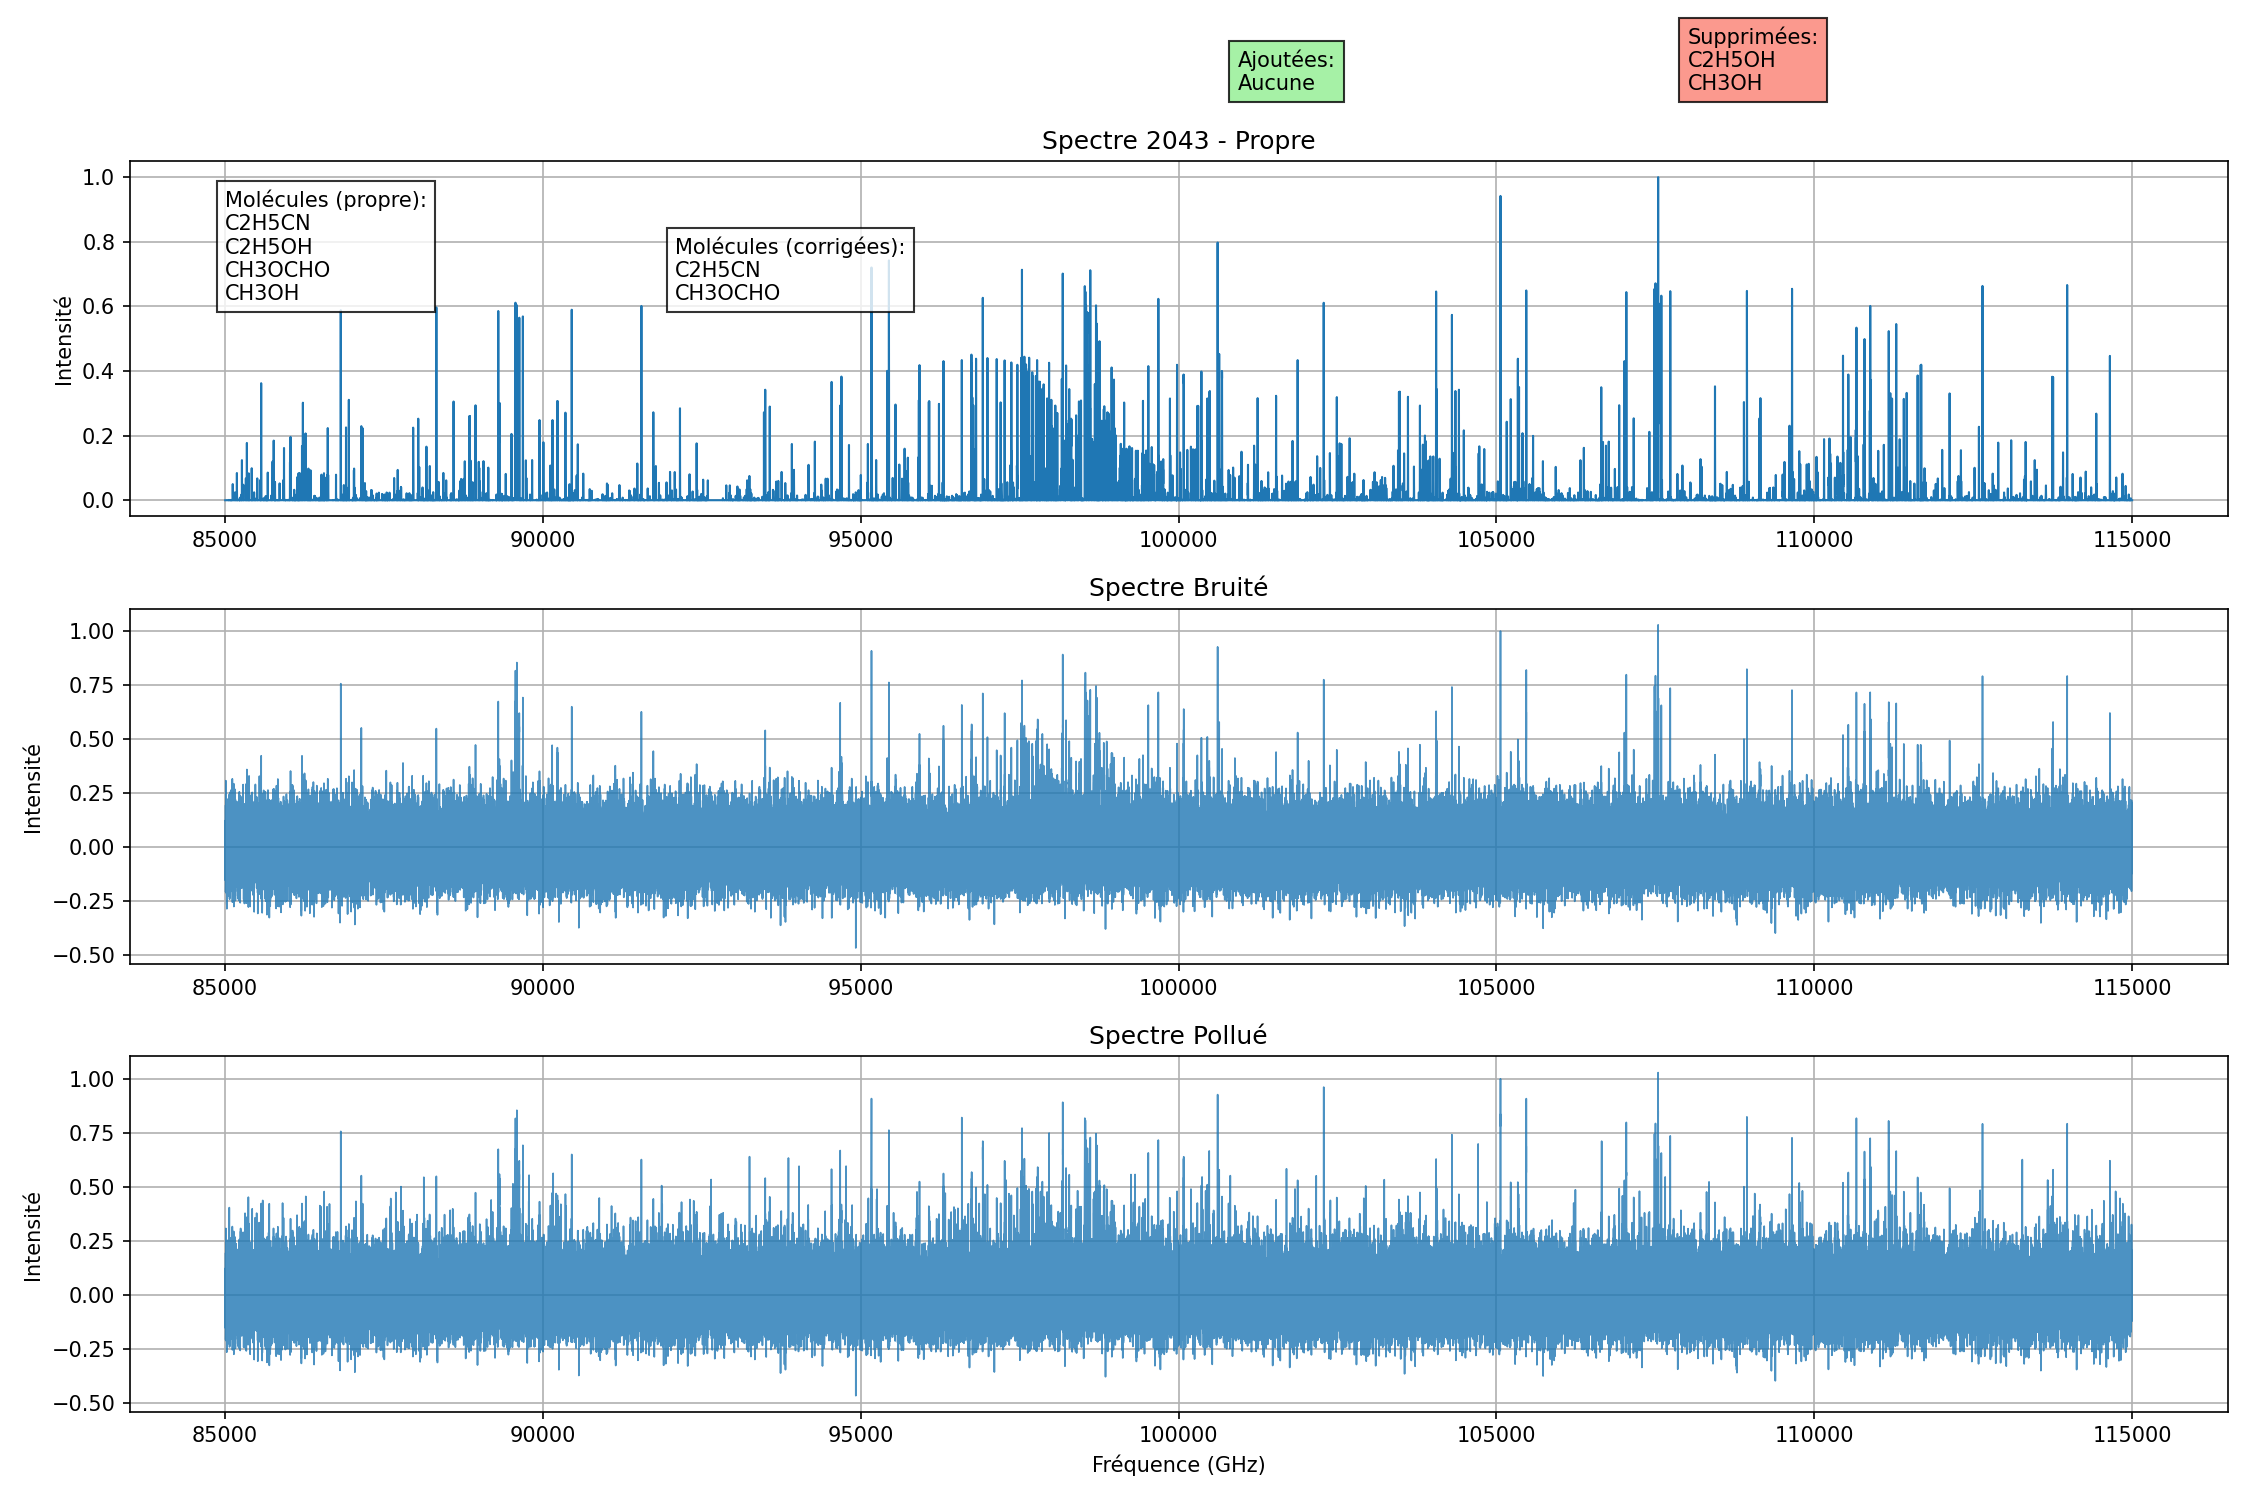 Ajoutées:
Aucune
Supprimées:
C2H5OH
CH3OH
Spectre 2043 - Propre
Molécules (propre):
C2H5CN
C2H5OH
CH3OCHO
CH3OH
Molécules (corrigées):
C2H5CN
CH3OCHO
Intensité
1.0
0.8
0.6
0.4
0.2
0.0
85000 90000 95000 100000 105000 110000 115000
Spectre Bruité
Intensité
1.00
0.75
0.50
0.25
0.00
−0.25
−0.50
85000 90000 95000 100000 105000 110000 115000
Spectre Pollué
Intensité
1.00
0.75
0.50
0.25
0.00
−0.25
−0.50
85000 90000 95000 100000 105000 110000 115000
Fréquence (GHz)